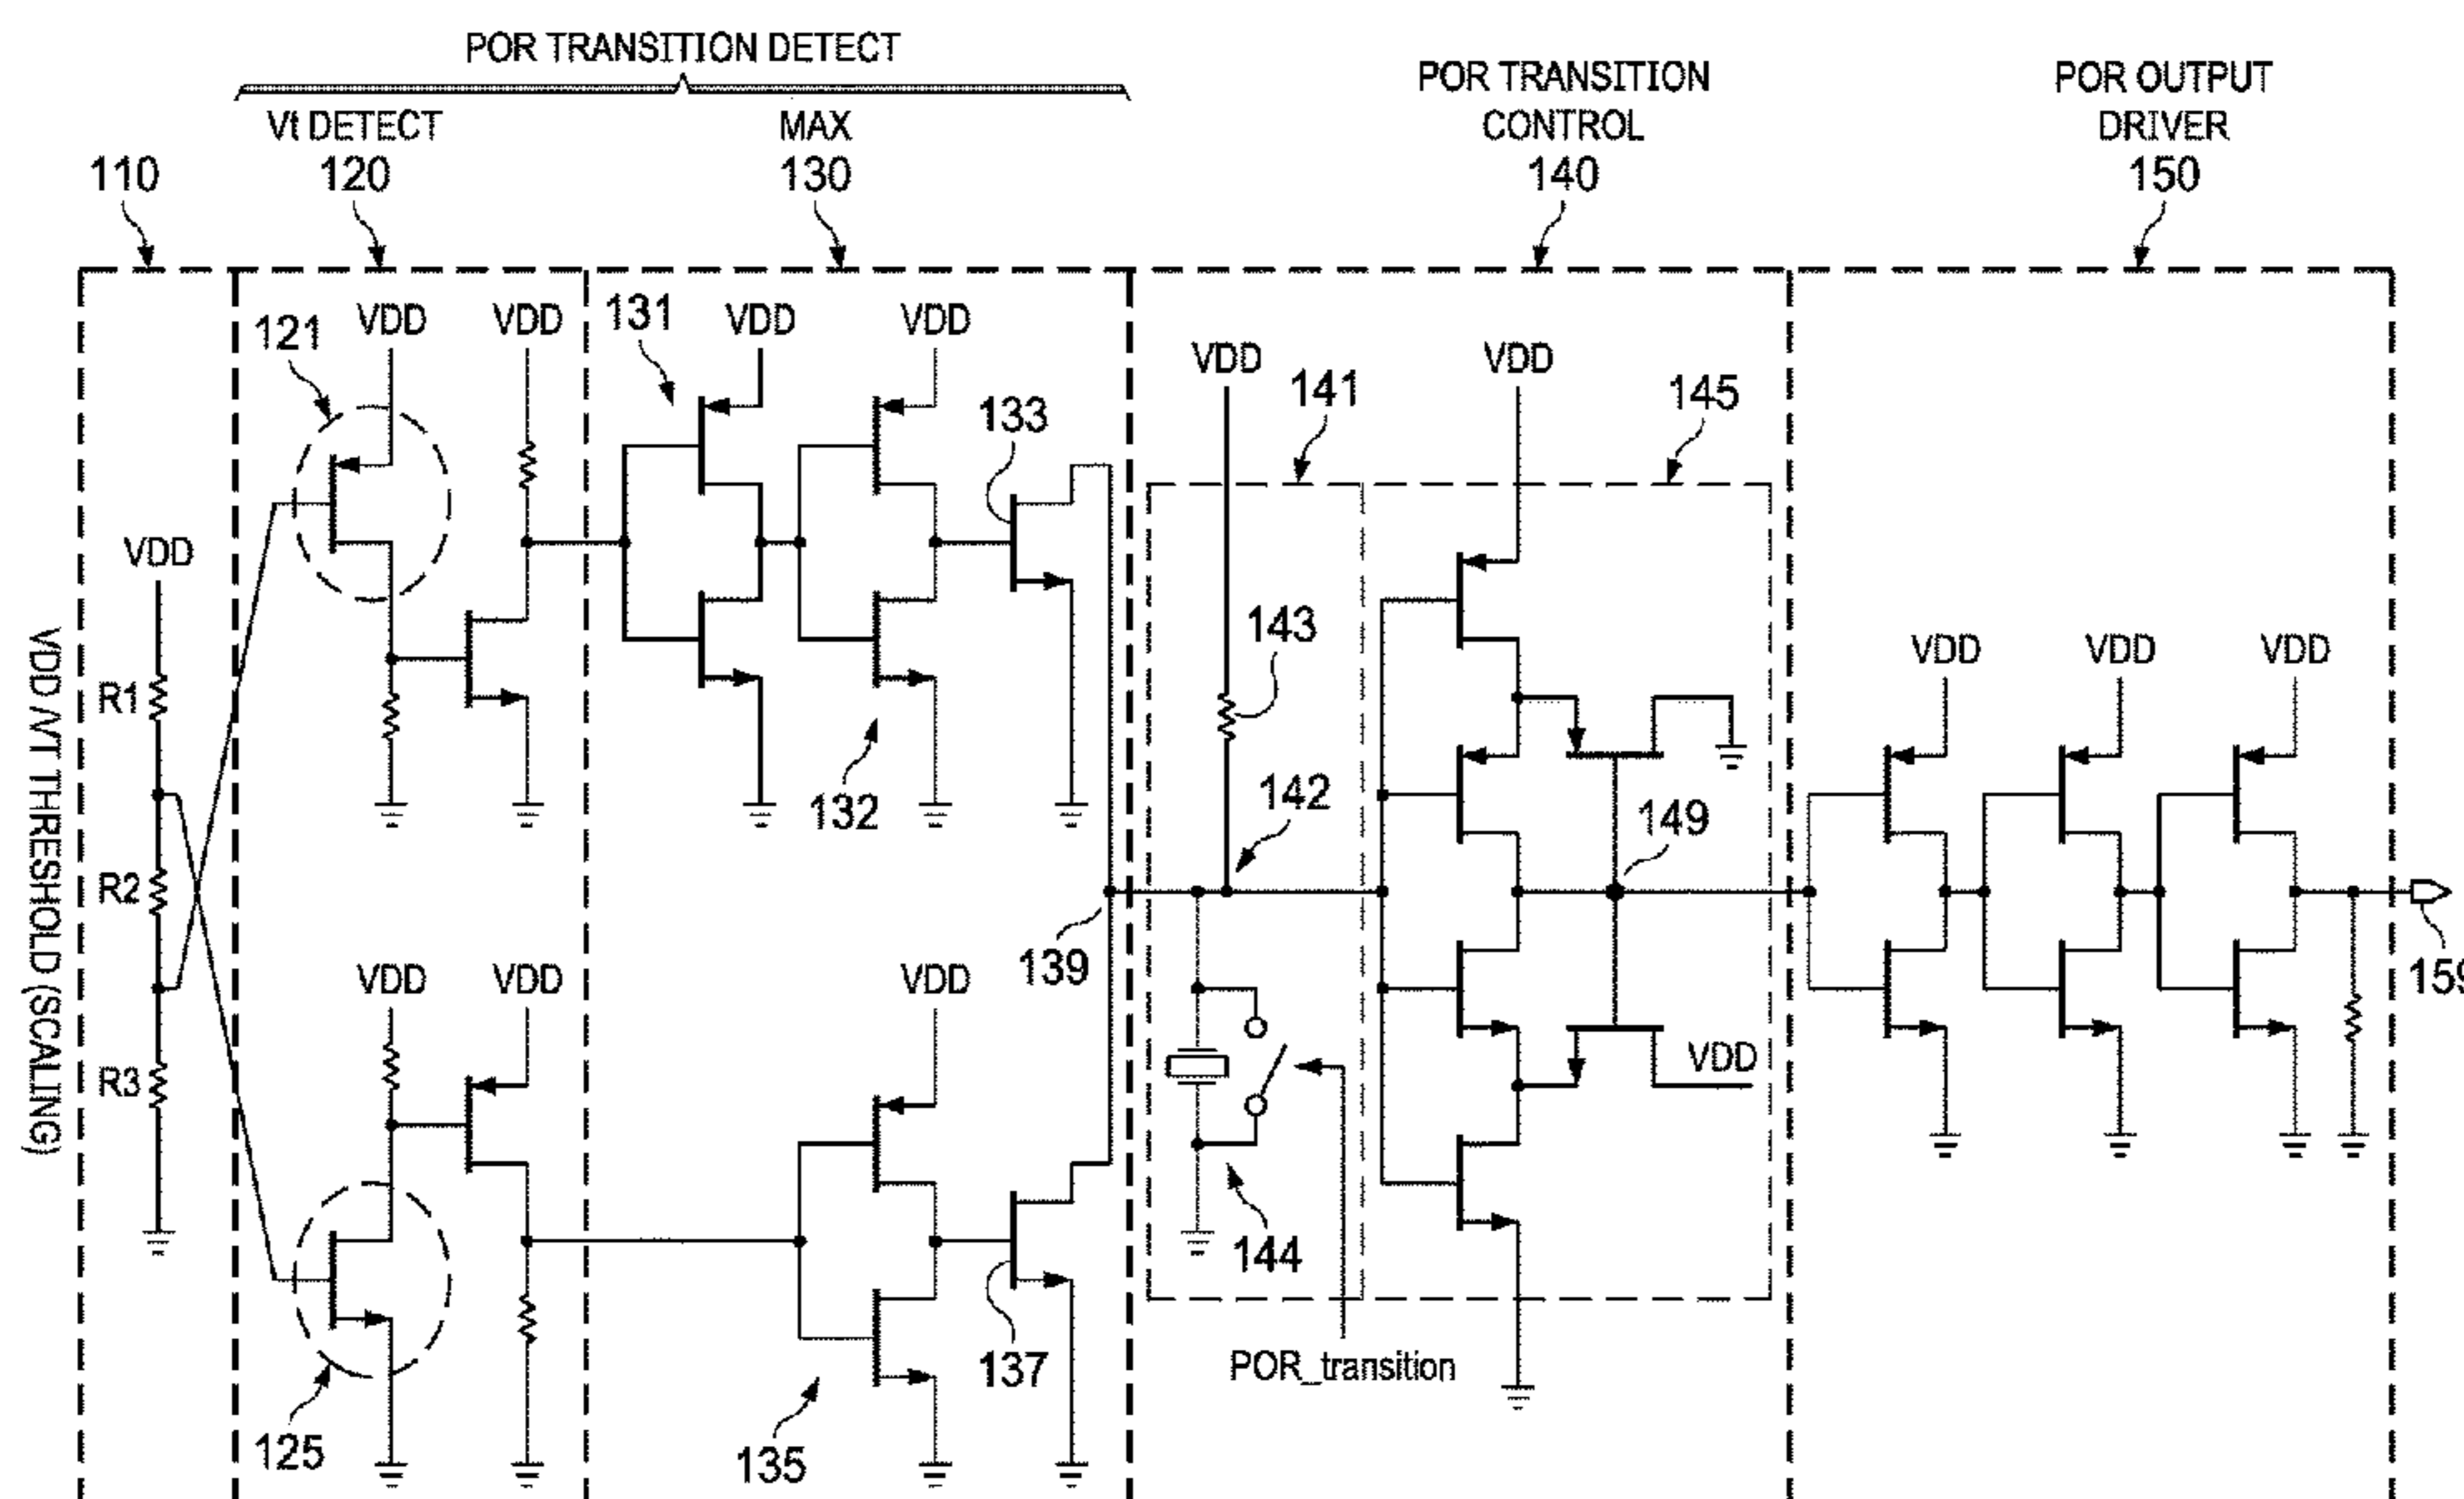 POR TRANSITION DETECT
POR TRANSITION
CONTROL
140
POR OUTPUT
DRIVER
150
Vt DETECT
120
MAX
130
110
121
VDD
VDD
131
VDD
VDD
133
VDD
141
VDD
145
VDD
R1
R2
R3
VDD /VT THRESHOLD (SCALING)
132
143
142
149
139
VDD
VDD
VDD
159
VDD
VDD
VDD
VDD
144
125
135
137
POR_transition